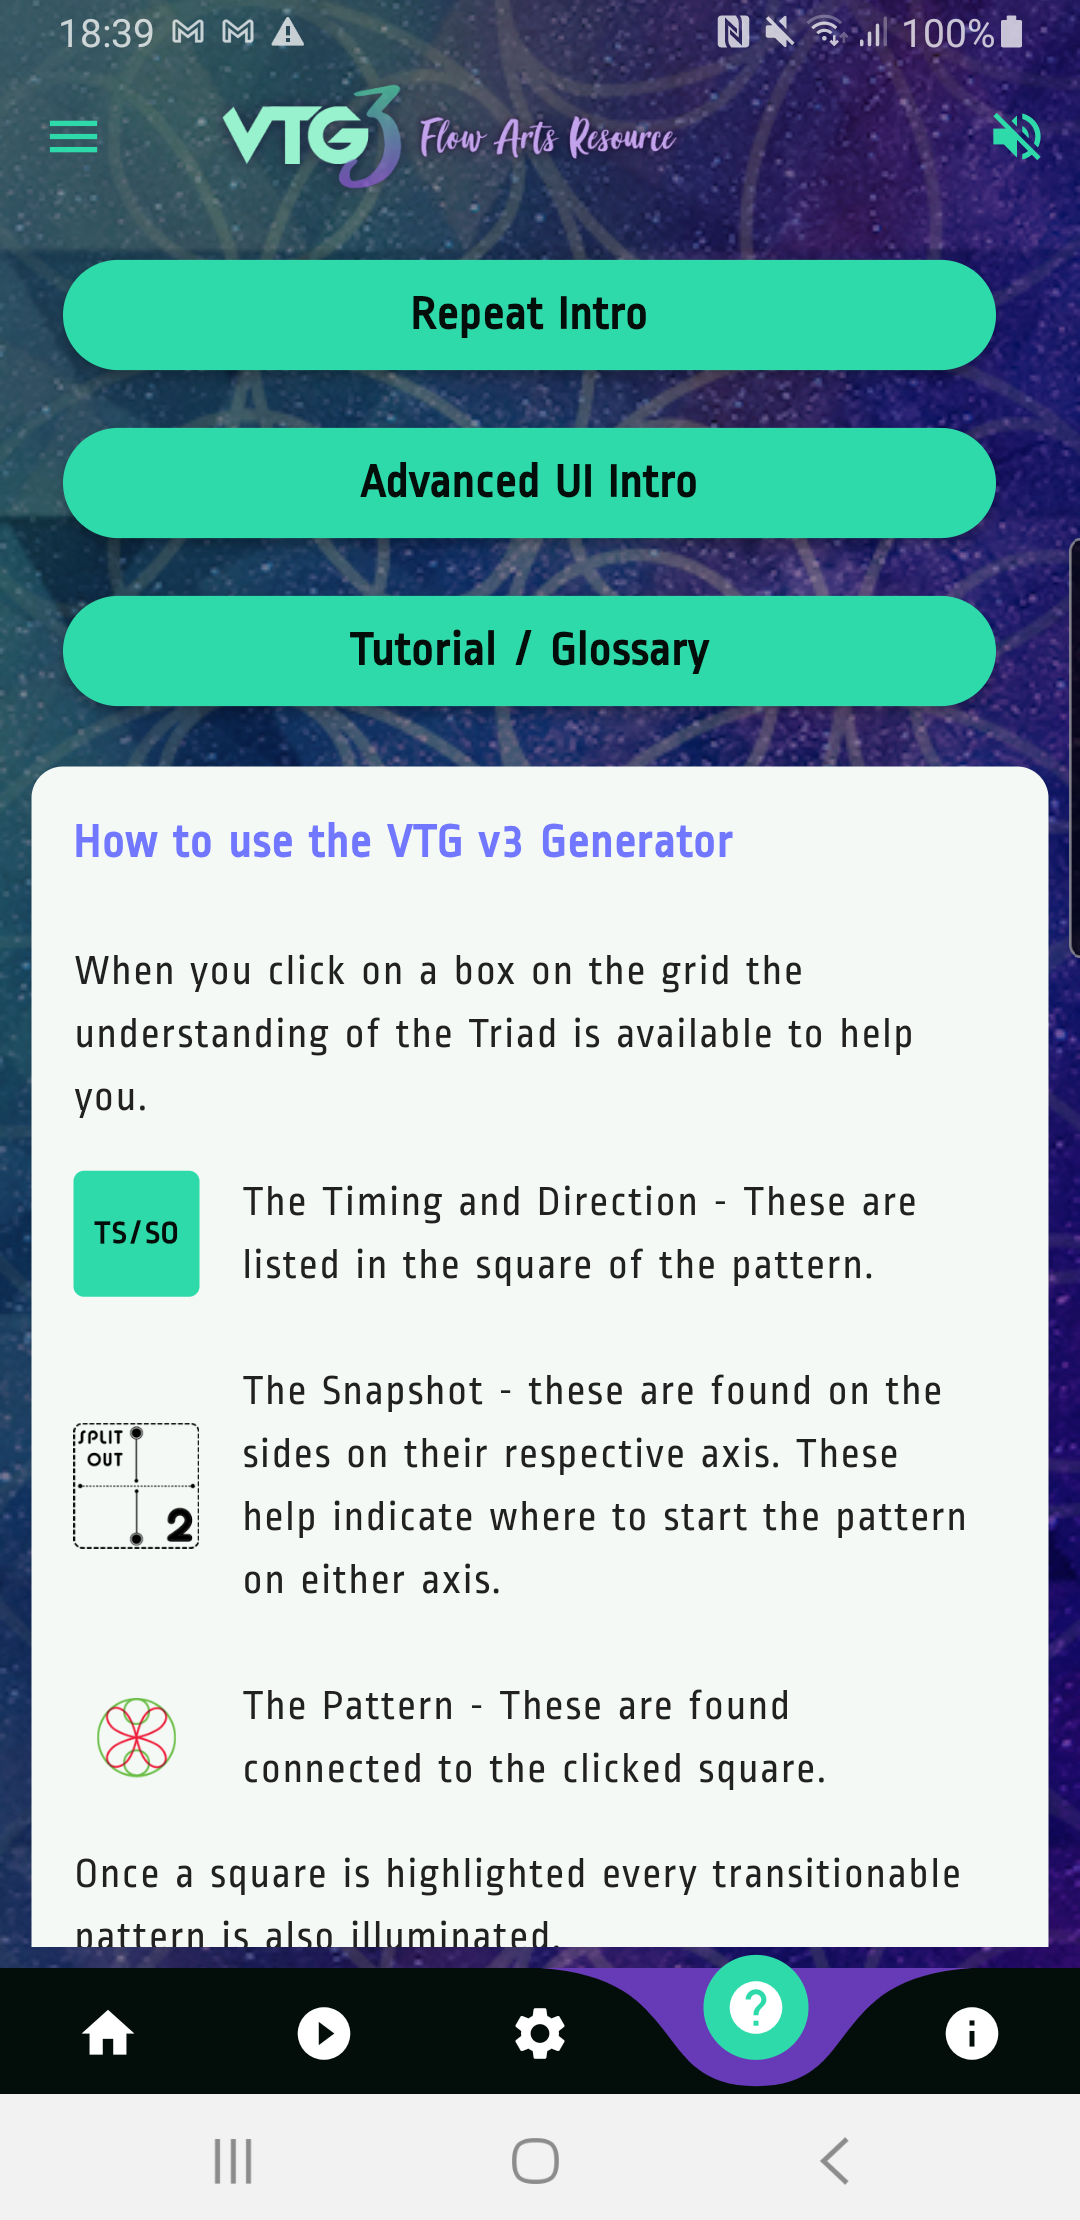 18:39
100%
VTG3 Flow Arts Resource
Repeat Intro
Advanced UI Intro
Tutorial / Glossary
How to use the VTG v3 Generator
When you click on a box on the grid the
understanding of the Triad is available to help
you.
TS/SO
The Timing and Direction - These are
listed in the square of the pattern.
SPLIT
OUT
2
The Snapshot - these are found on the
sides on their respective axis. These
help indicate where to start the pattern
on either axis.
The Pattern - These are found
connected to the clicked square.
Once a square is highlighted every transitionable
pattern is also illuminated.